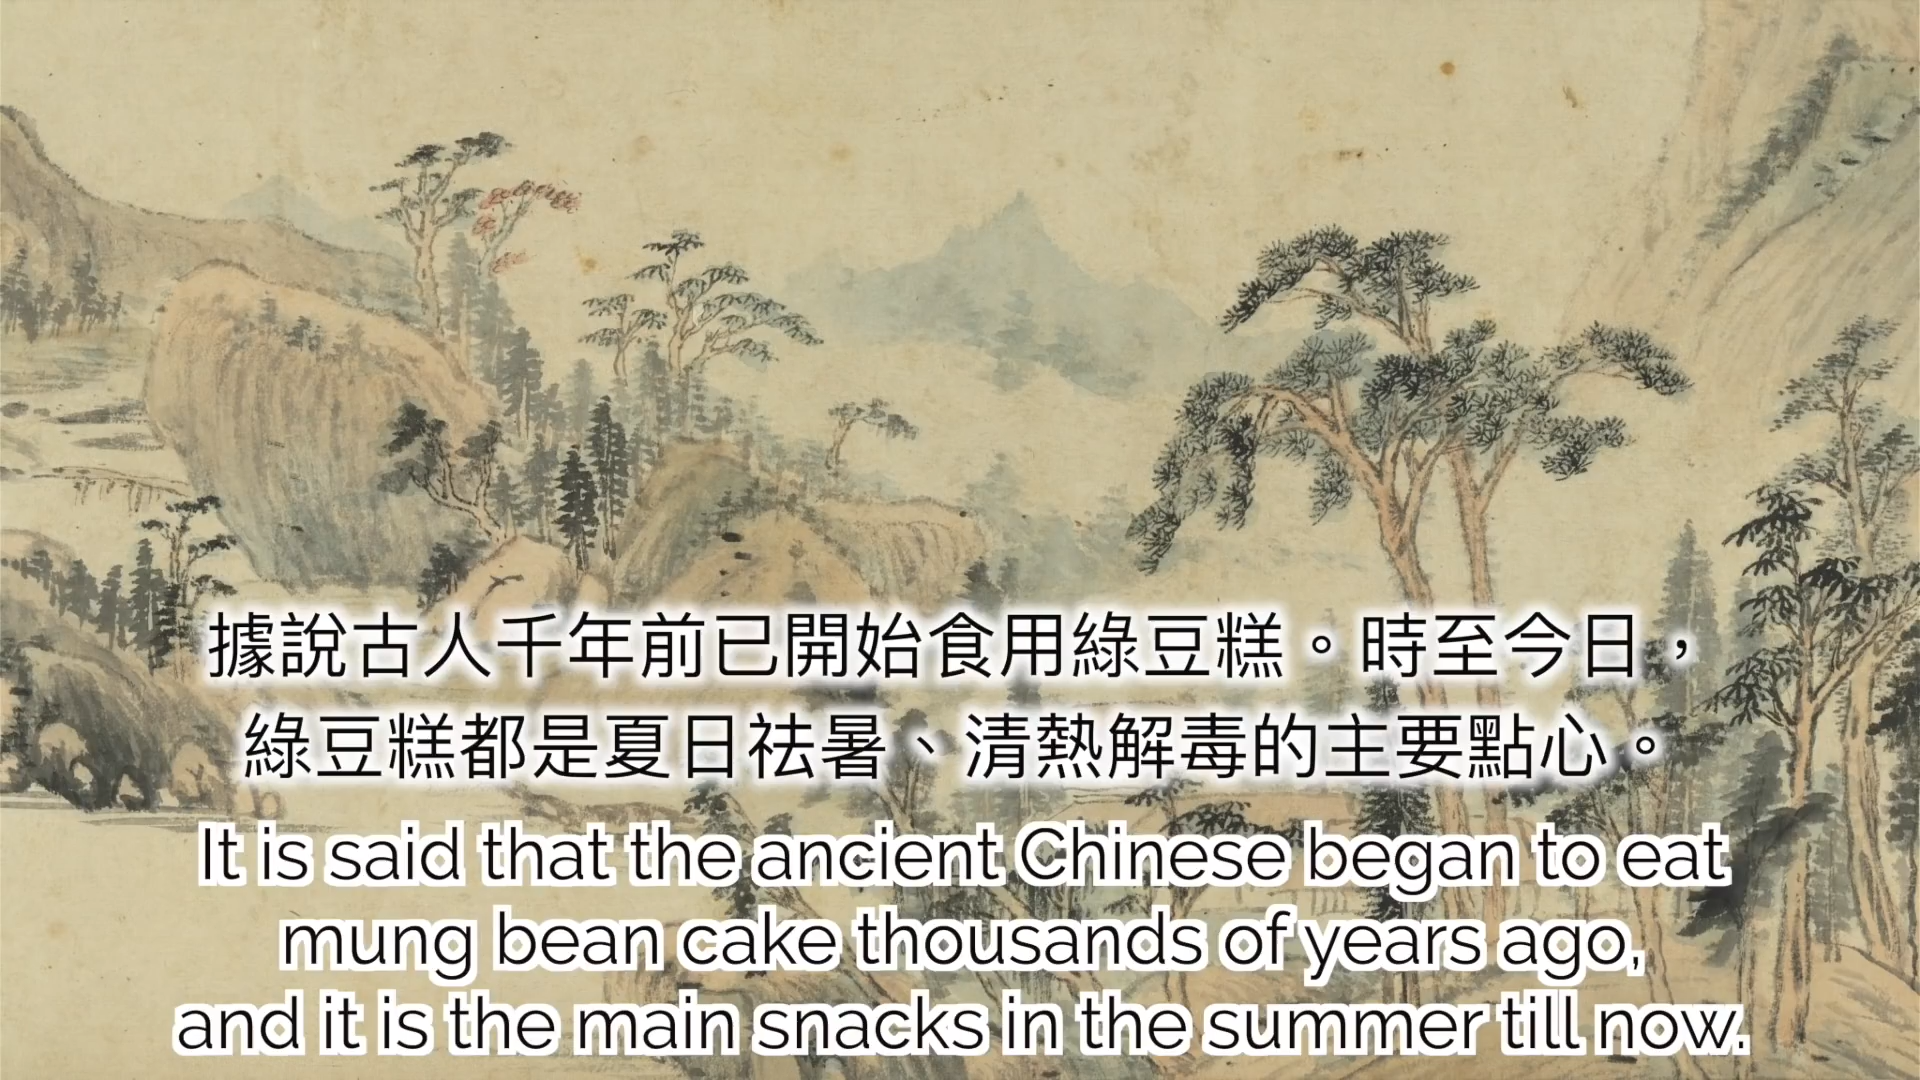 據說古人千年前已開始食用綠豆糕。時至今日，
綠豆糕都是夏日祛暑、清熱解毒的主要點心。
It is said that the ancient Chinese began to eat
mung bean cake thousands of years ago,
and it is the main snacks in the summer till now.